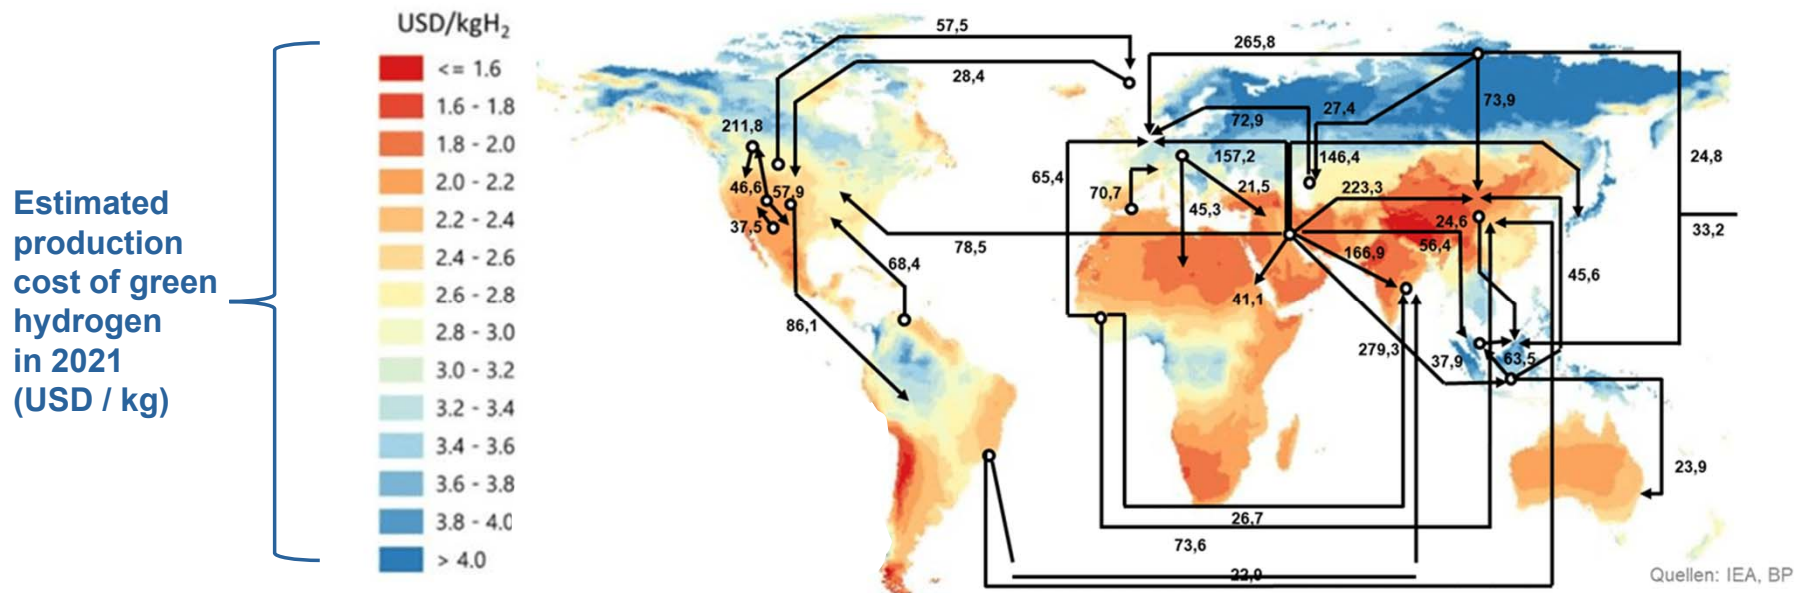 Estimated
production
cost of green
hydrogen
in 2021
(USD / kg)
USD/kgH₂
<= 1.6
1.6 - 1.8
1.8 - 2.0
2.0 - 2.2
2.2 - 2.4
2.4 - 2.6
2.6 - 2.8
2.8 - 3.0
3.0 - 3.2
3.2 - 3.4
3.4 - 3.6
3.6 - 3.8
3.8 - 4.0
> 4.0
57,5
265,8
28,4
73,9
27,4
72,9
211,8
157,2
146,4
24,8
65,4
46,6
57,9
70,7
21,5
223,3
45,3
37,5
24,6
33,2
78,5
166,9
56,4
68,4
45,6
41,1
86,1
279,3
37,9
63,5
23,9
26,7
73,6
22,9
Quellen: IEA, BP